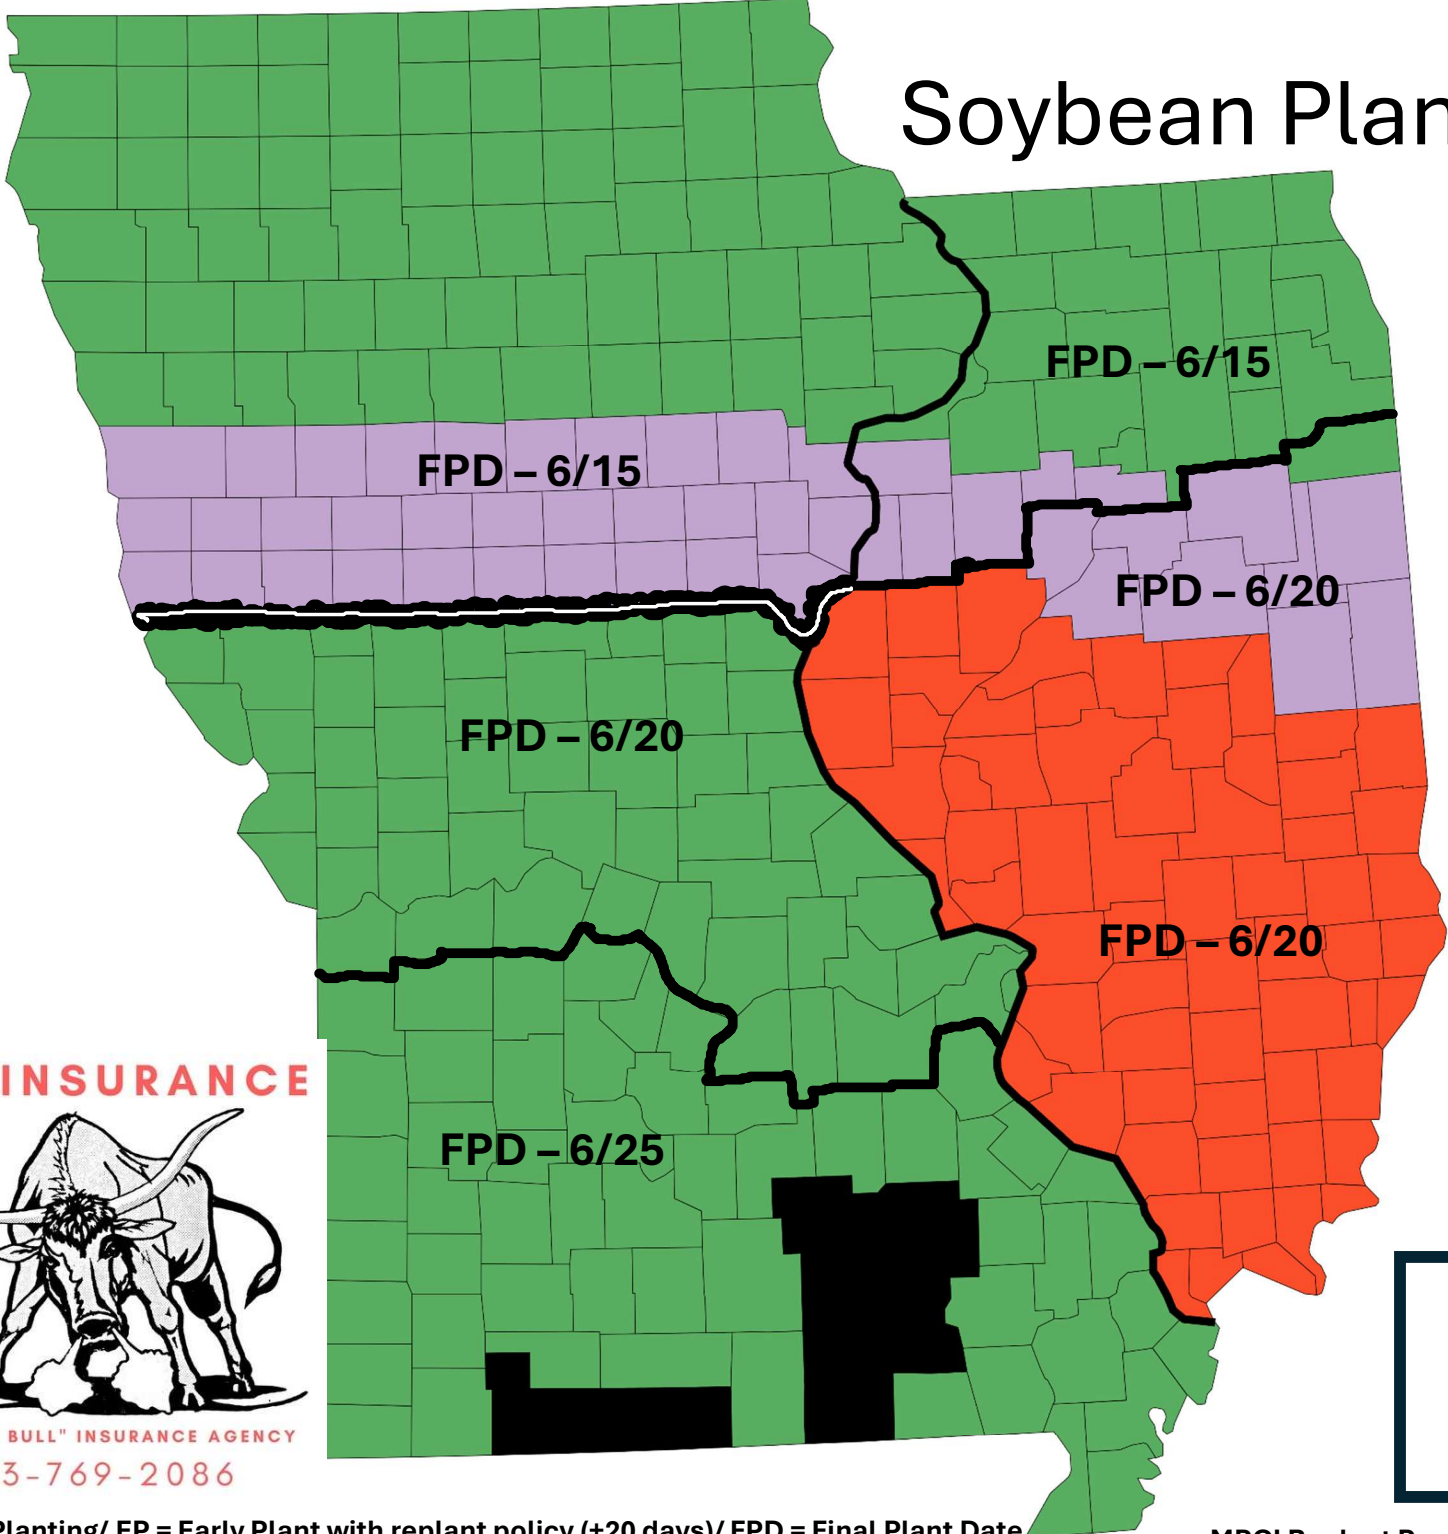 Soybean Plan
FPD – 6/15
FPD – 6/15
FPD – 6/20
FPD – 6/20
FPD – 6/20
INSURANCE
FPD – 6/25
BULL" INSURANCE AGENCY
3-769-2086
Planting/ EP = Early Plant with replant policy (+20 days)/ FPD = Final Plant Date